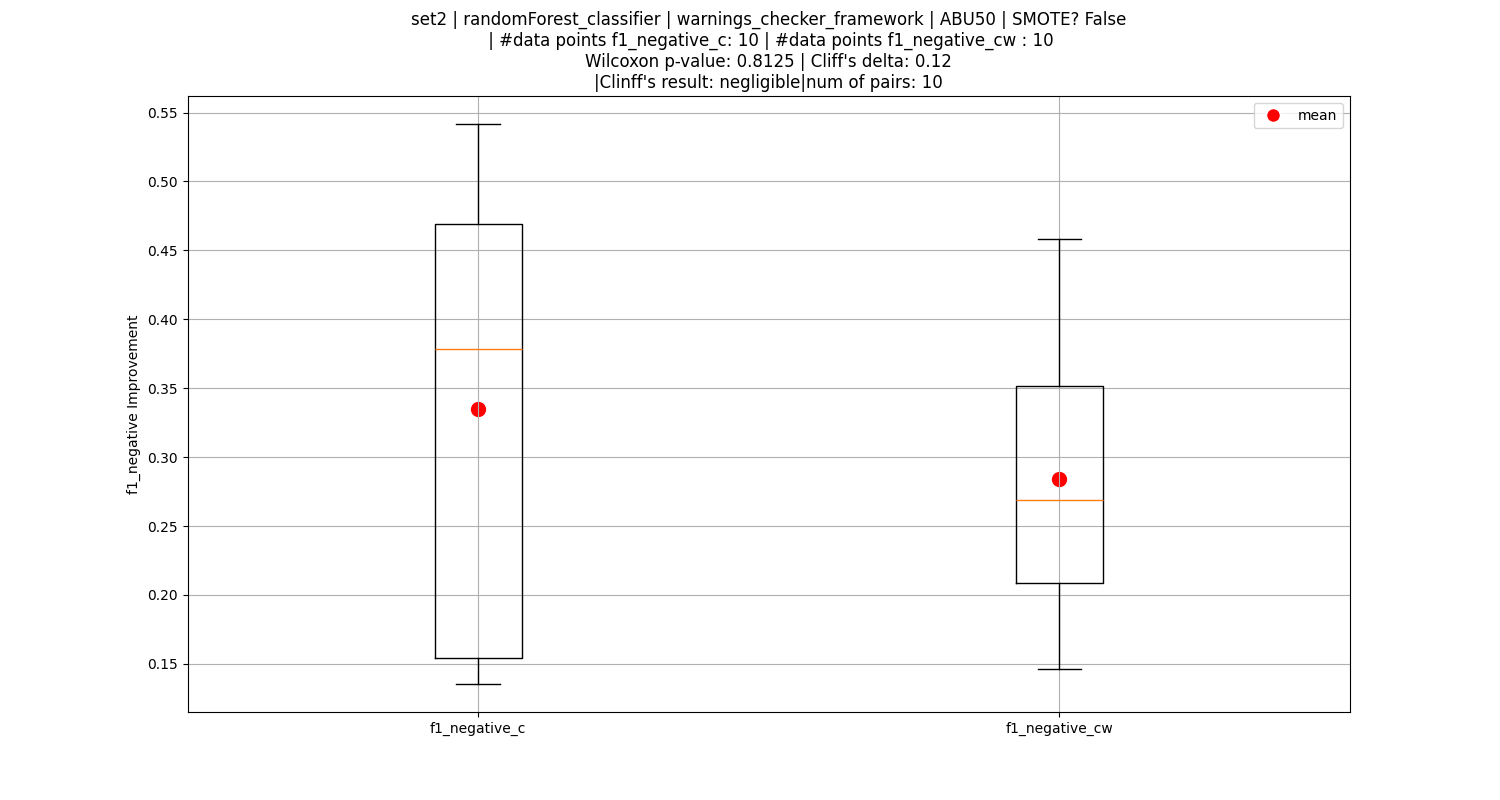 set2 | randomForest_classifier | warnings_checker_framework | ABU50 | SMOTE? False
| #data points f1_negative_c: 10 | #data points f1_negative_cw : 10
Wilcoxon p-value: 0.8125 | Cliff's delta: 0.12
|Clinff's result: negligible|num of pairs: 10
mean
0.55
0.50
0.45
0.40
0.35
0.30
0.25
0.20
0.15
f1_negative Improvement
f1_negative_c
f1_negative_cw